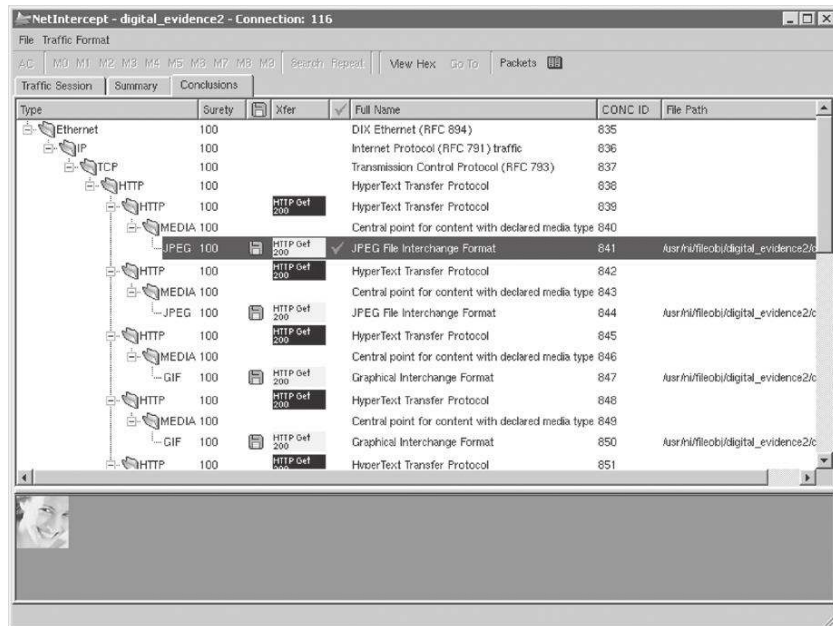 NetIntercept - digital_evidence2 - Connection: 116
File Traffic Format
AC M0 M1 M2 M3 M4 M5 M6 M7 M8 M9 Search Repeat View Hex Go To Packets
Traffic Session Summary Conclusions
Type Surety Xfer Full Name CONC ID File Path
Ethernet 100 DIX Ethernet (RFC 894) 835
IP 100 Internet Protocol (RFC 791) traffic 836
TCP 100 Transmission Control Protocol (RFC 793) 837
HTTP 100 HyperText Transfer Protocol 838
HTTP 100 HTTP Get 200 HyperText Transfer Protocol 839
MEDIA 100 Central point for content with declared media type 840
JPEG 100 HTTP Get 200 JPEG File Interchange Format 841 /usr/ni/fileobj/digital_evidence2/c
HTTP 100 HTTP Get 200 HyperText Transfer Protocol 842
MEDIA 100 Central point for content with declared media type 843
JPEG 100 HTTP Get 200 JPEG File Interchange Format 844 /usr/ni/fileobj/digital_evidence2/c
HTTP 100 HTTP Get 200 HyperText Transfer Protocol 845
MEDIA 100 Central point for content with declared media type 846
GIF 100 HTTP Get 200 Graphical Interchange Format 847 /usr/ni/fileobj/digital_evidence2/c
HTTP 100 HTTP Get 200 HyperText Transfer Protocol 848
MEDIA 100 Central point for content with declared media type 849
GIF 100 HTTP Get 200 Graphical Interchange Format 850 /usr/ni/fileobj/digital_evidence2/c
HTTP 100 HTTP Get 200 HyperText Transfer Protocol 851